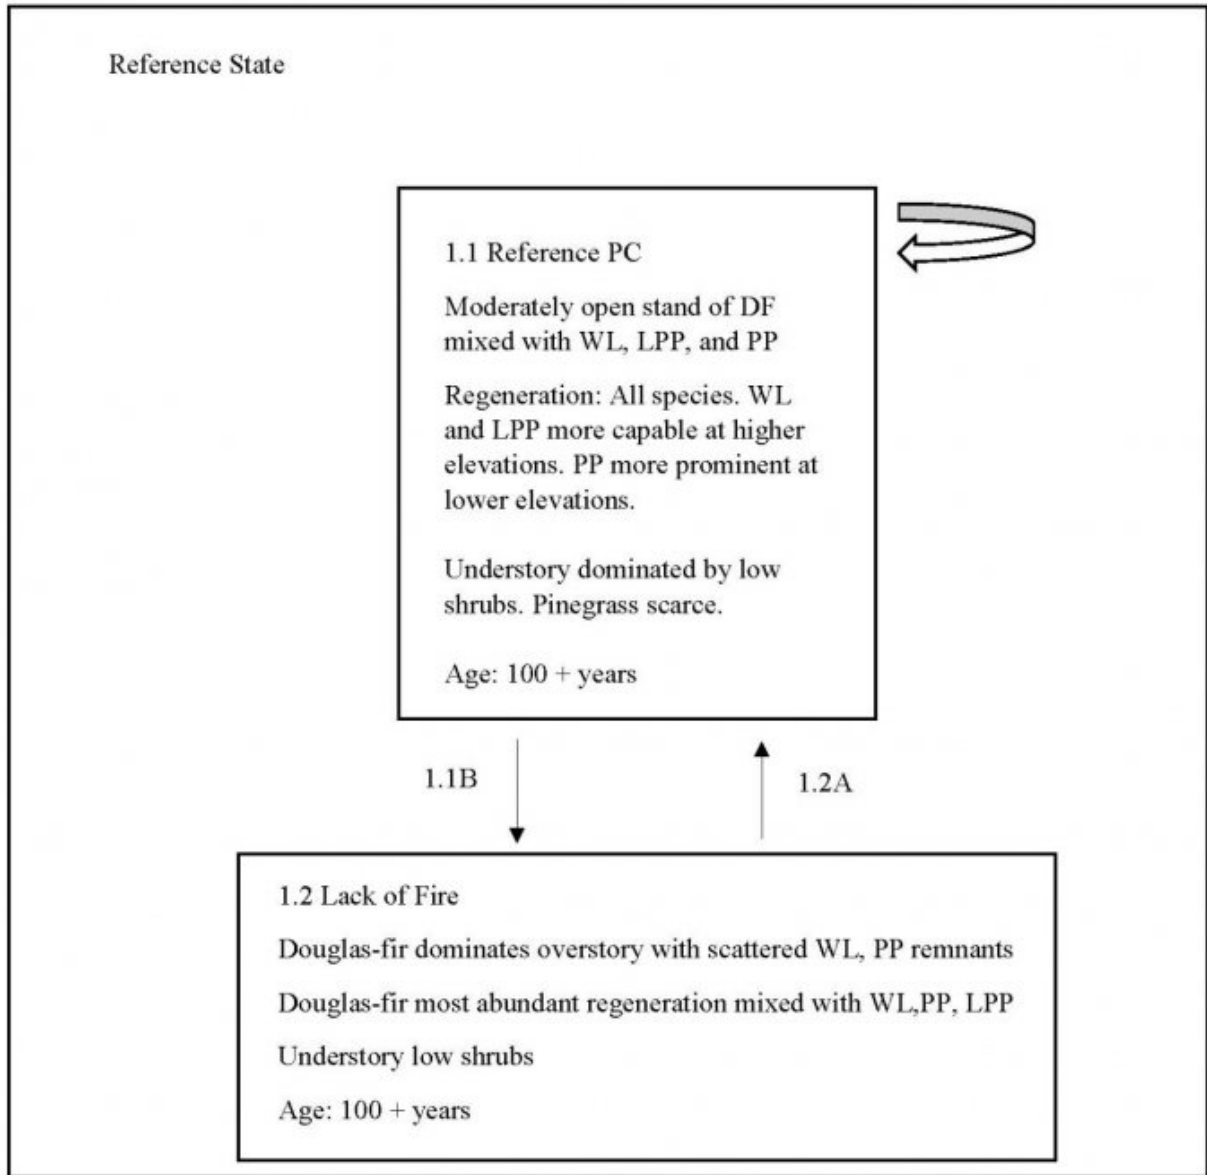 Reference State
1.1 Reference PC
Moderately open stand of DF
mixed with WL, LPP, and PP
Regeneration: All species. WL
and LPP more capable at higher
elevations. PP more prominent at
lower elevations.
Understory dominated by low
shrubs. Pinegrass scarce.
Age: 100 + years
1.1B
1.2A
1.2 Lack of Fire
Douglas-fir dominates overstory with scattered WL, PP remnants
Douglas-fir most abundant regeneration mixed with WL,PP, LPP
Understory low shrubs
Age: 100 + years